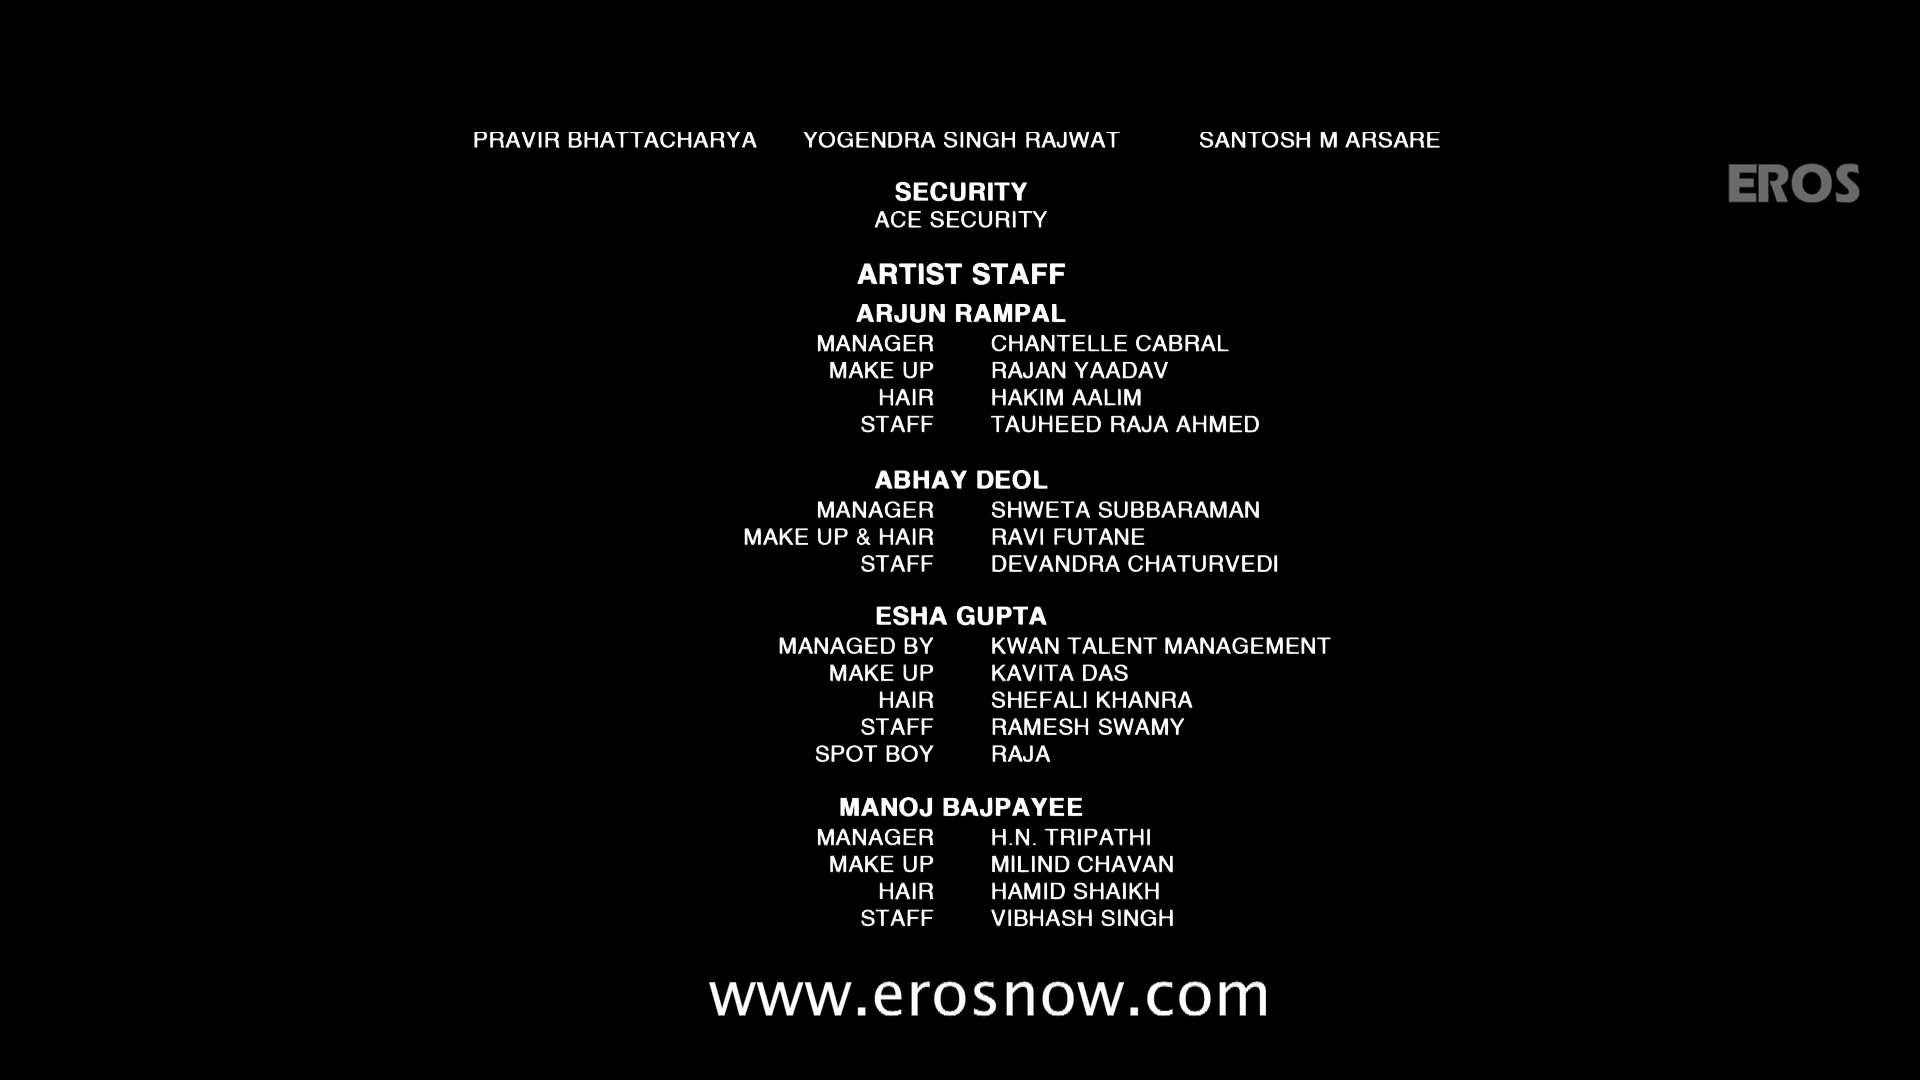 PRAVIR BHATTACHARYA YOGENDRA SINGH RAJWAT SANTOSH M ARSARE
EROS
SECURITY
ACE SECURITY
ARTIST STAFF
ARJUN RAMPAL
MANAGER CHANTELLE CABRAL
MAKE UP RAJAN YAADAV
HAIR HAKIM AALIM
STAFF TAUHEED RAJA AHMED
ABHAY DEOL
MANAGER SHWETA SUBBARAMAN
MAKE UP & HAIR RAVI FUTANE
STAFF DEVANDRA CHATURVEDI
ESHA GUPTA
MANAGED BY KWAN TALENT MANAGEMENT
MAKE UP KAVITA DAS
HAIR SHEFALI KHANRA
STAFF RAMESH SWAMY
SPOT BOY RAJA
MANOJ BAJPAYEE
MANAGER H.N. TRIPATHI
MAKE UP MILIND CHAVAN
HAIR HAMID SHAIKH
STAFF VIBHASH SINGH
www.erosnow.com